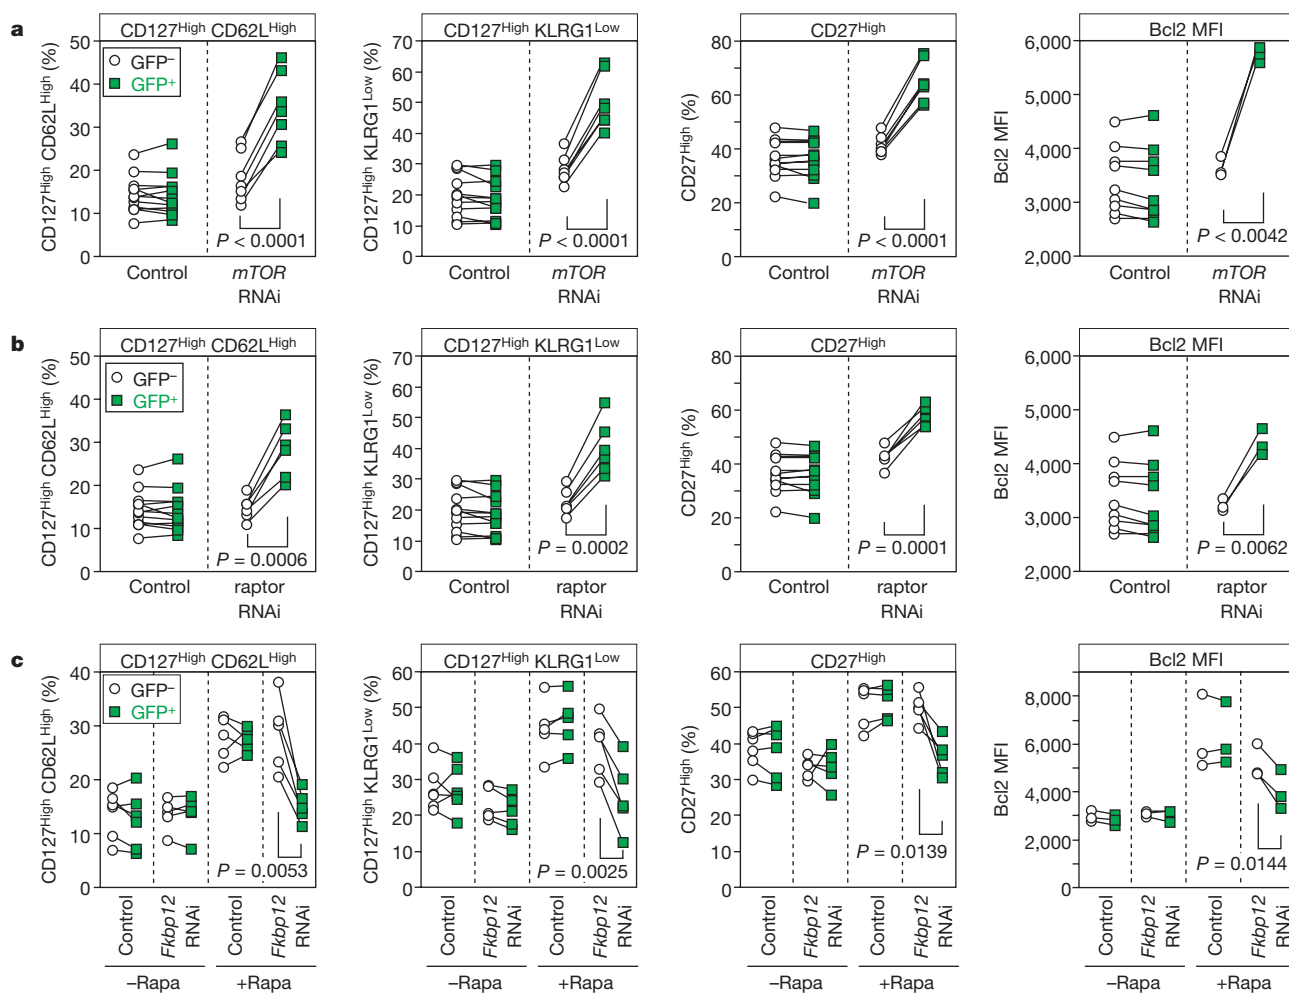 a
CD127High CD62LHigh
CD127High KLRG1Low
CD27High
Bcl2 MFI
CD127High CD62LHigh (%)
50
40
30
20
10
0
GFP–
GFP+
P < 0.0001
Control
mTOR
RNAi
CD127High KLRG1Low (%)
70
60
50
40
30
20
10
0
P < 0.0001
Control
mTOR
RNAi
CD27High (%)
80
60
40
20
0
P < 0.0001
Control
mTOR
RNAi
Bcl2 MFI
6,000
5,000
4,000
3,000
2,000
P < 0.0042
Control
mTOR
RNAi
b
CD127High CD62LHigh
CD127High KLRG1Low
CD27High
Bcl2 MFI
CD127High CD62LHigh (%)
50
40
30
20
10
0
GFP–
GFP+
P = 0.0006
Control
raptor
RNAi
CD127High KLRG1Low (%)
70
60
50
40
30
20
10
0
P = 0.0002
Control
raptor
RNAi
CD27High (%)
80
60
40
20
0
P = 0.0001
Control
raptor
RNAi
Bcl2 MFI
6,000
5,000
4,000
3,000
2,000
P = 0.0062
Control
raptor
RNAi
c
CD127High CD62LHigh
CD127High KLRG1Low
CD27High
Bcl2 MFI
CD127High CD62LHigh (%)
40
30
20
10
0
GFP–
GFP+
P = 0.0053
Control
Fkbp12
RNAi
Control
Fkbp12
RNAi
–Rapa
+Rapa
CD127High KLRG1Low (%)
60
50
40
30
20
10
0
P = 0.0025
Control
Fkbp12
RNAi
Control
Fkbp12
RNAi
–Rapa
+Rapa
CD27High (%)
60
50
40
30
20
10
0
P = 0.0139
Control
Fkbp12
RNAi
Control
Fkbp12
RNAi
–Rapa
+Rapa
Bcl2 MFI
8,000
6,000
4,000
2,000
0
P = 0.0144
Control
Fkbp12
RNAi
Control
Fkbp12
RNAi
–Rapa
+Rapa